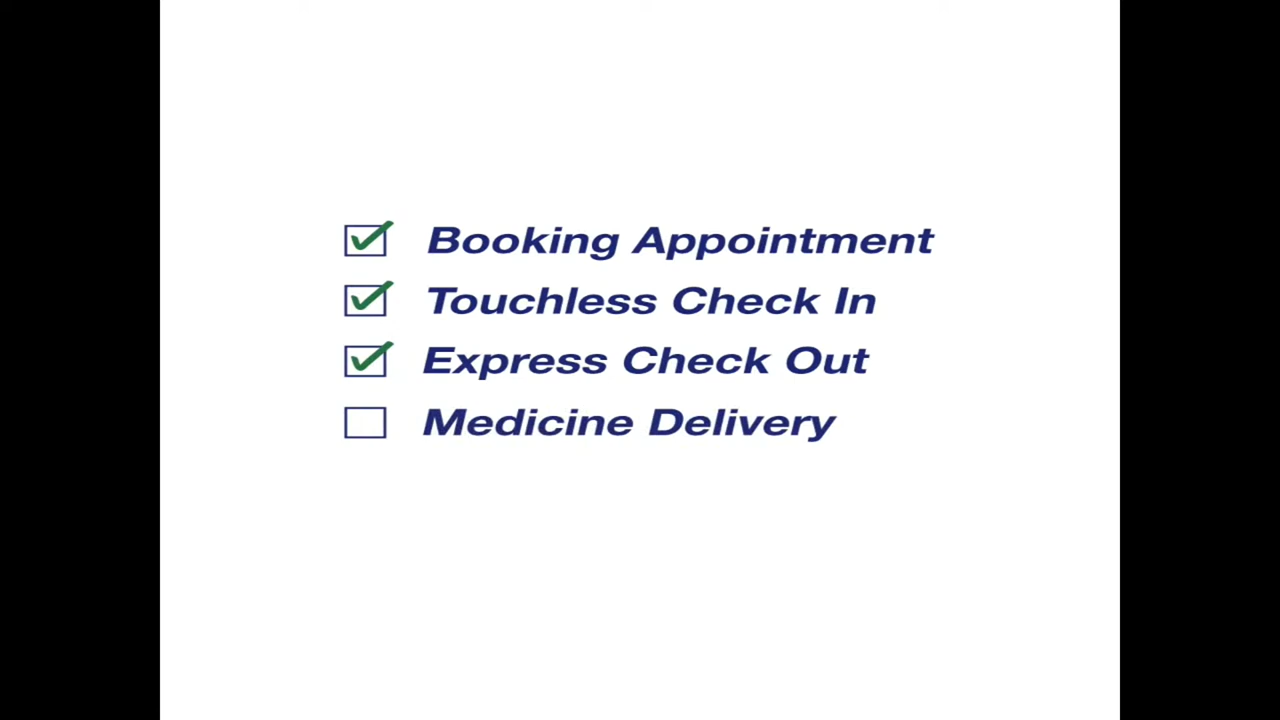 Booking Appointment
Touchless Check In
Express Check Out
Medicine Delivery